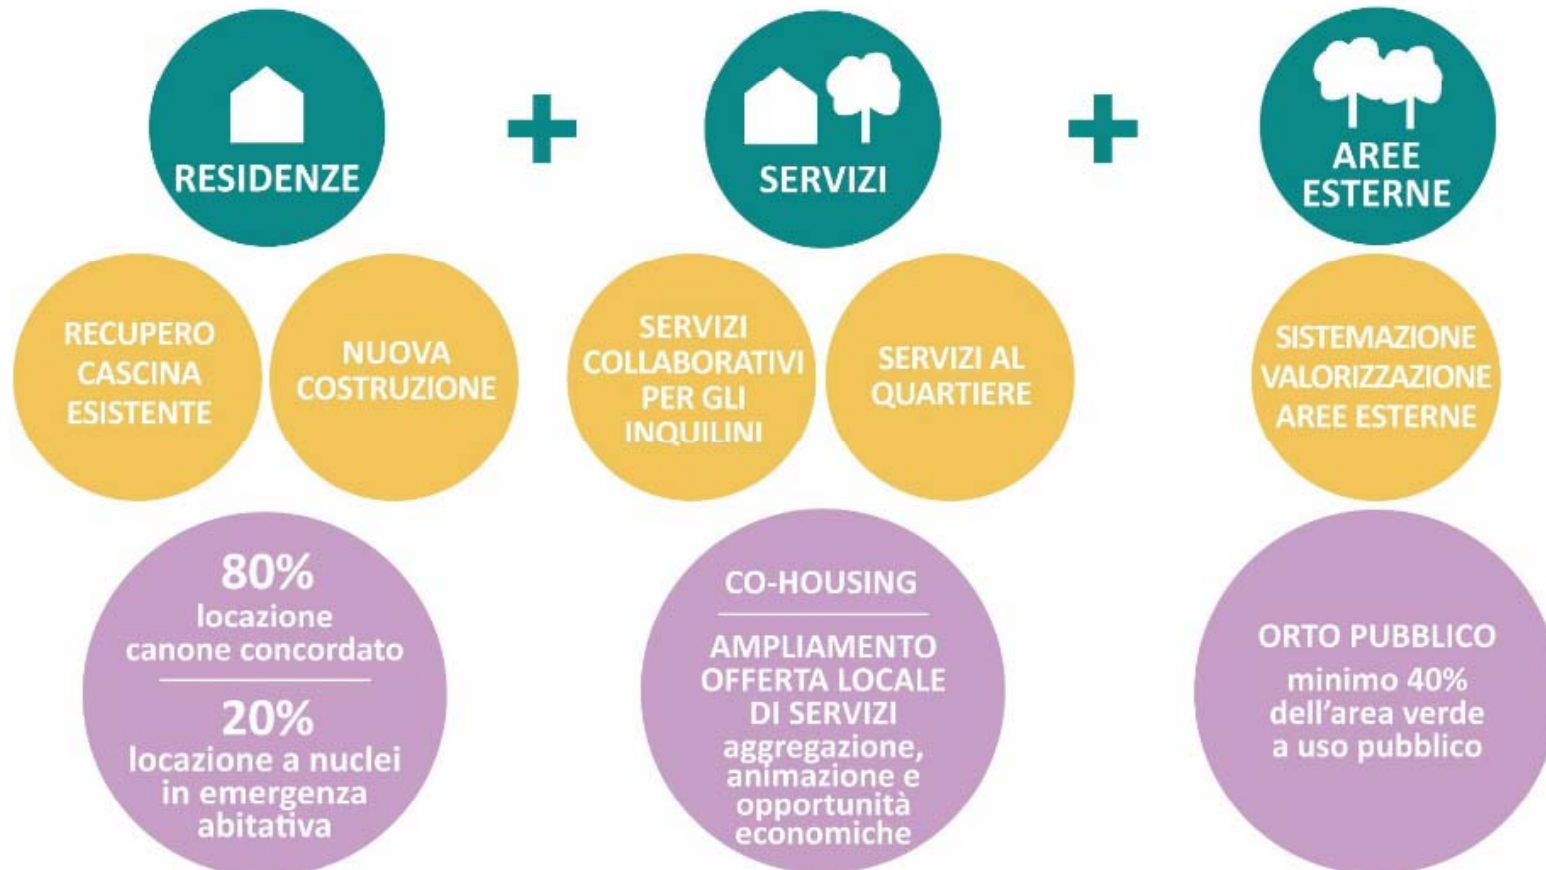 RESIDENZE
+
SERVIZI
+
AREE
ESTERNE
RECUPERO
CASCINA
ESISTENTE
NUOVA
COSTRUZIONE
SERVIZI
COLLABORATIVI
PER GLI
INQUILINI
SERVIZI AL
QUARTIERE
SISTEMAZIONE
VALORIZZAZIONE
AREE ESTERNE
80%
locazione
canone concordato
20%
locazione a nuclei
in emergenza
abitativa
CO-HOUSING
AMPLIAMENTO
OFFERTA LOCALE
DI SERVIZI
aggregazione,
animazione e
opportunità
economiche
ORTO PUBBLICO
minimo 40%
dell'area verde
a uso pubblico